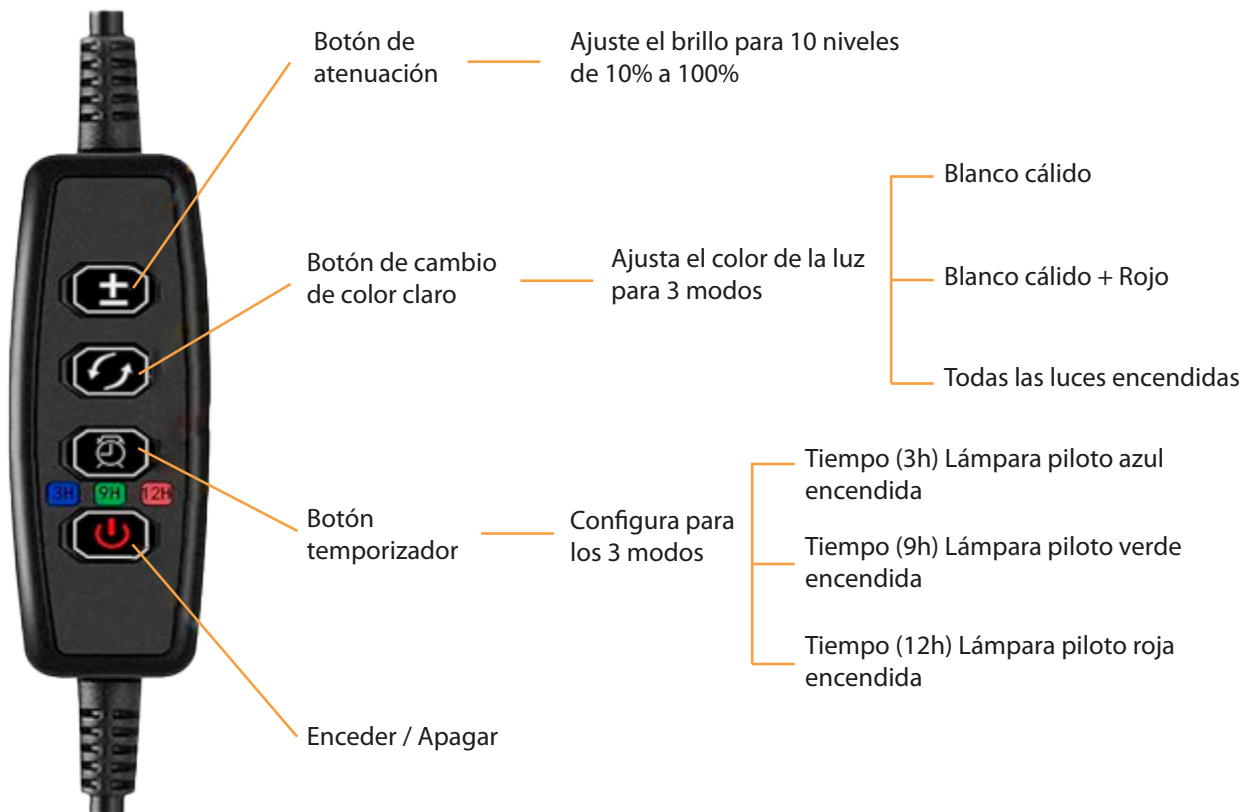 Botón de
atenuación
Ajuste el brillo para 10 niveles
de 10% a 100%
Botón de cambio
de color claro
Ajusta el color de la luz
para 3 modos
Blanco cálido
Blanco cálido + Rojo
Todas las luces encendidas
3H 9H 12H
Botón
temporizador
Configura para
los 3 modos
Tiempo (3h) Lámpara piloto azul
encendida
Tiempo (9h) Lámpara piloto verde
encendida
Tiempo (12h) Lámpara piloto roja
encendida
Enceder / Apagar